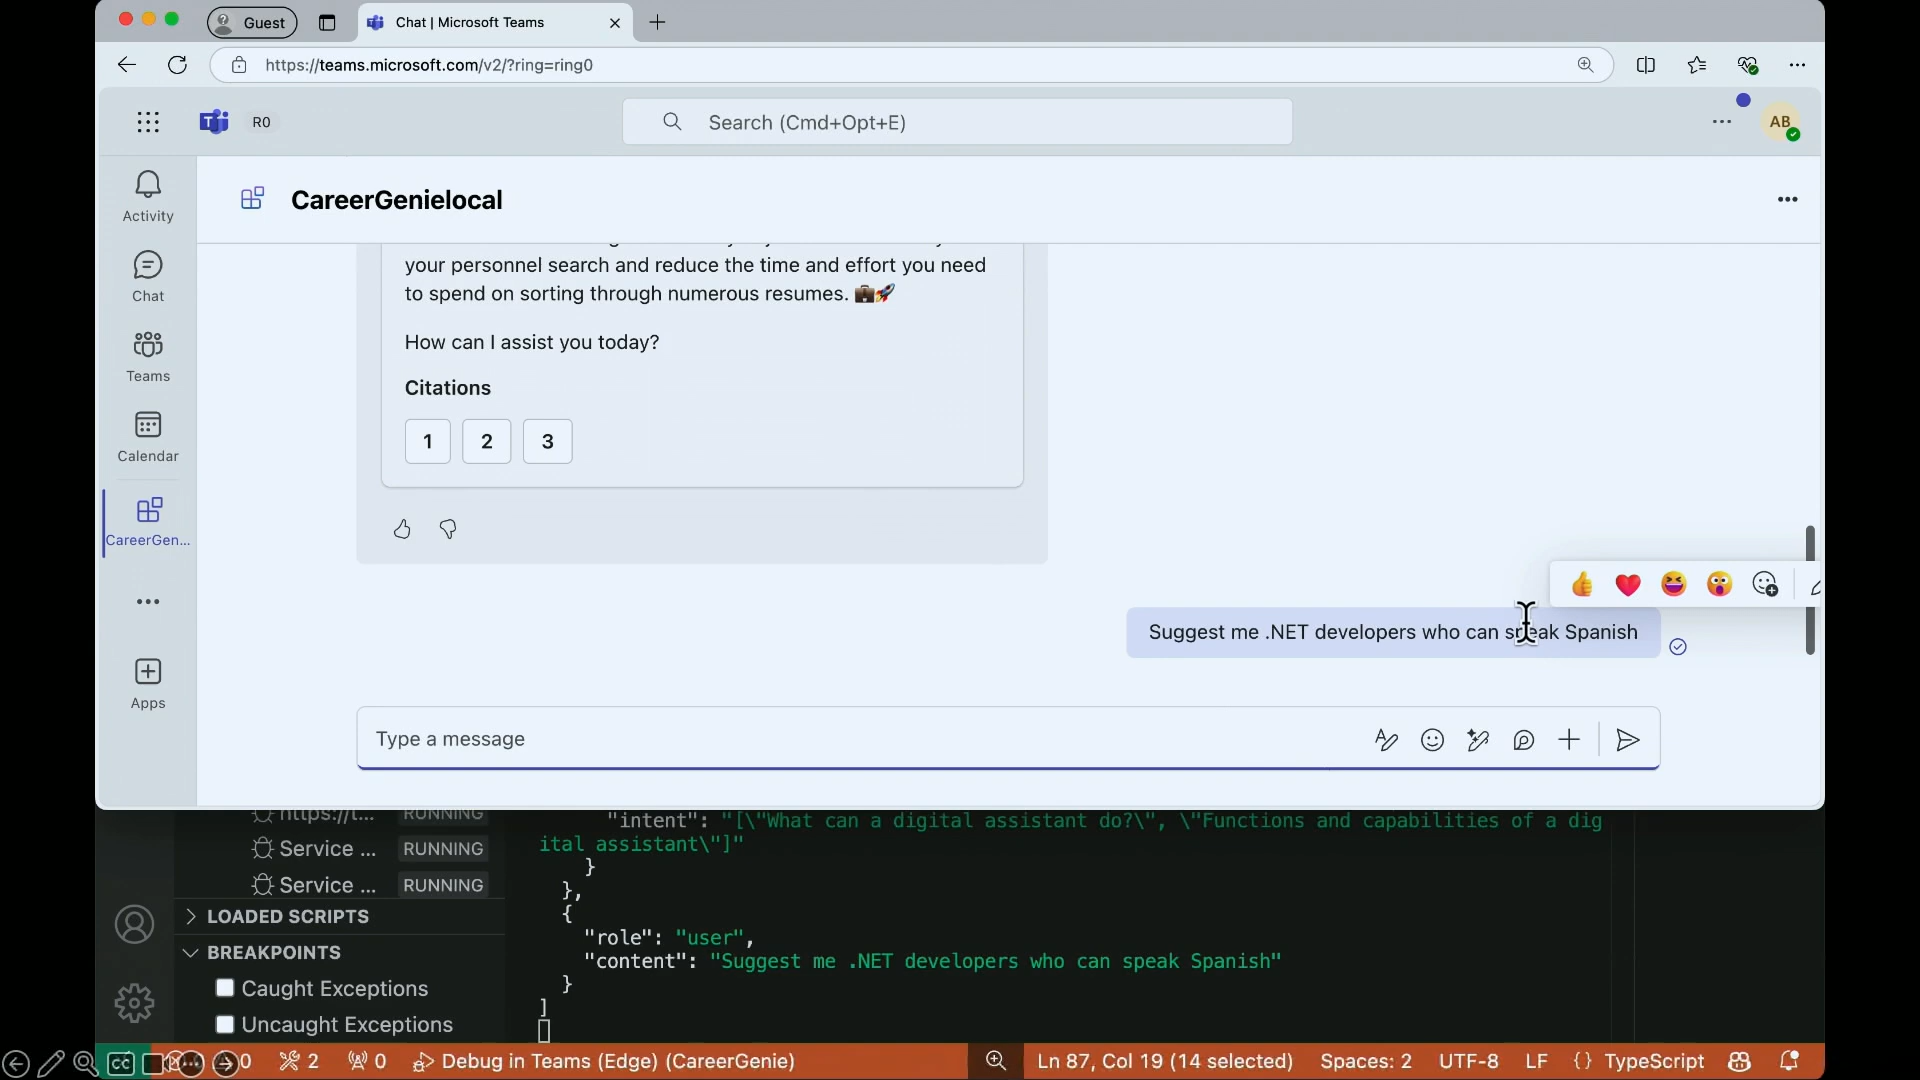 Guest
Chat | Microsoft Teams
https://teams.microsoft.com/v2/?ring=ring0
R0
Search (Cmd+Opt+E)
AB
Activity
Chat
Teams
Calendar
CareerGen...
Apps
CareerGenielocal
your personnel search and reduce the time and effort you need
to spend on sorting through numerous resumes. 💼🚀
How can I assist you today?
Citations
1 2 3
Suggest me .NET developers who can speak Spanish
Type a message
https://t... RUNNING
Service ... RUNNING
Service ... RUNNING
LOADED SCRIPTS
BREAKPOINTS
Caught Exceptions
Uncaught Exceptions
"intent": "[\"What can a digital assistant do?\", \"Functions and capabilities of a dig
ital assistant\"]"
}
},
{
"role": "user",
"content": "Suggest me .NET developers who can speak Spanish"
}
]
CC 0 2 0 Debug in Teams (Edge) (CareerGenie) Ln 87, Col 19 (14 selected) Spaces: 2 UTF-8 LF {} TypeScript